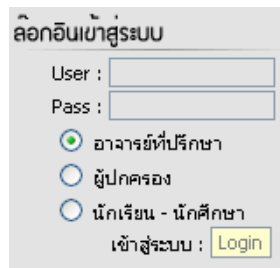 ล๊อกอินเข้าสู่ระบบ
User :
Pass :
อาจารย์ที่ปรึกษา
ผู้ปกครอง
นักเรียน - นักศึกษา
เข้าสู่ระบบ : Login